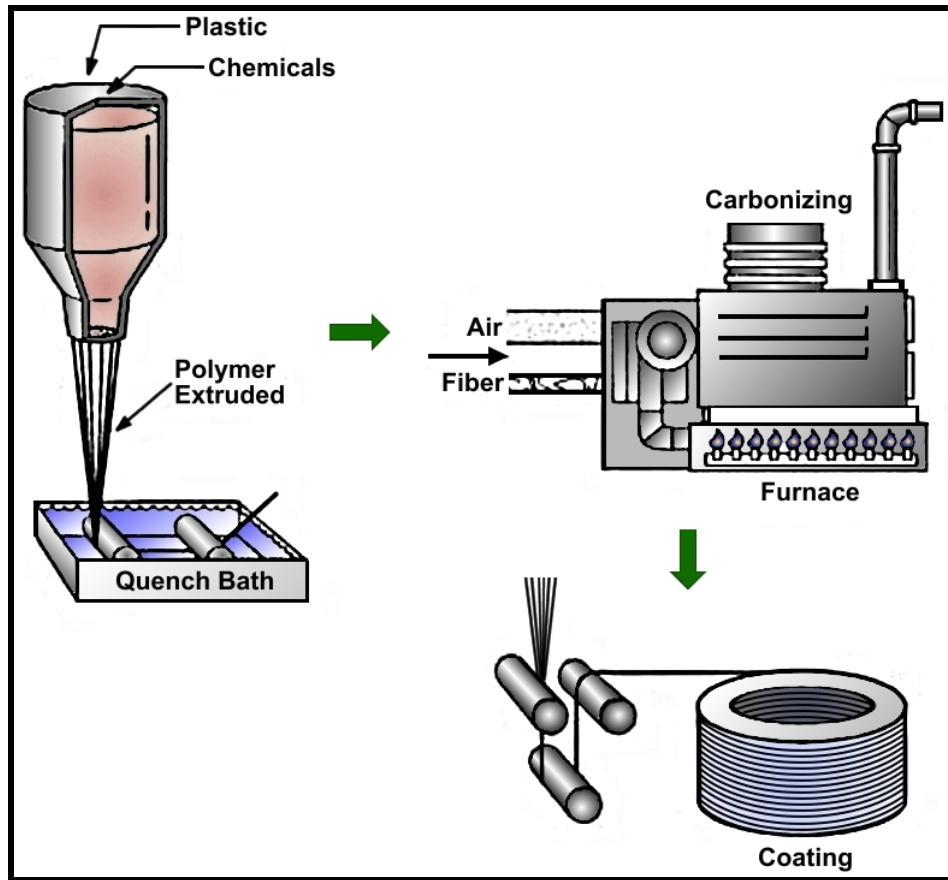 Plastic
Chemicals
Polymer
Extruded
Quench Bath
Carbonizing
Air
Fiber
Furnace
Coating